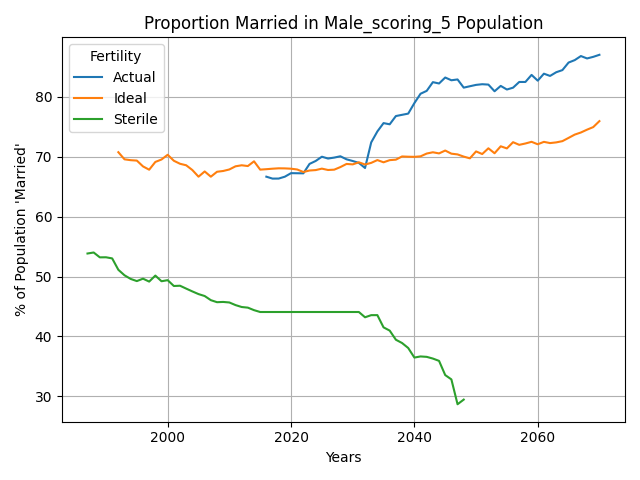 Proportion Married in Male_scoring_5 Population
Fertility
Actual
Ideal
Sterile
% of Population 'Married'
80
70
60
50
40
30
2000
2020
2040
2060
Years